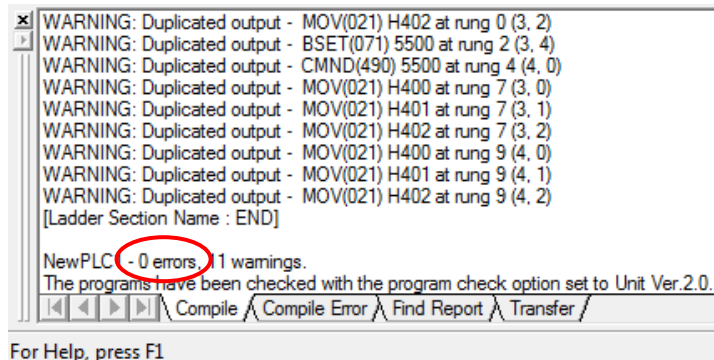 WARNING: Duplicated output - MOV(021) H402 at rung 0 (3, 2)
WARNING: Duplicated output - BSET(071) 5500 at rung 2 (3, 4)
WARNING: Duplicated output - CMND(490) 5500 at rung 4 (4, 0)
WARNING: Duplicated output - MOV(021) H400 at rung 7 (3, 0)
WARNING: Duplicated output - MOV(021) H401 at rung 7 (3, 1)
WARNING: Duplicated output - MOV(021) H402 at rung 7 (3, 2)
WARNING: Duplicated output - MOV(021) H400 at rung 9 (4, 0)
WARNING: Duplicated output - MOV(021) H401 at rung 9 (4, 1)
WARNING: Duplicated output - MOV(021) H402 at rung 9 (4, 2)
[Ladder Section Name : END]
NewPLC1 - 0 errors, 11 warnings.
The programs have been checked with the program check option set to Unit Ver.2.0.
Compile Compile Error Find Report Transfer
For Help, press F1